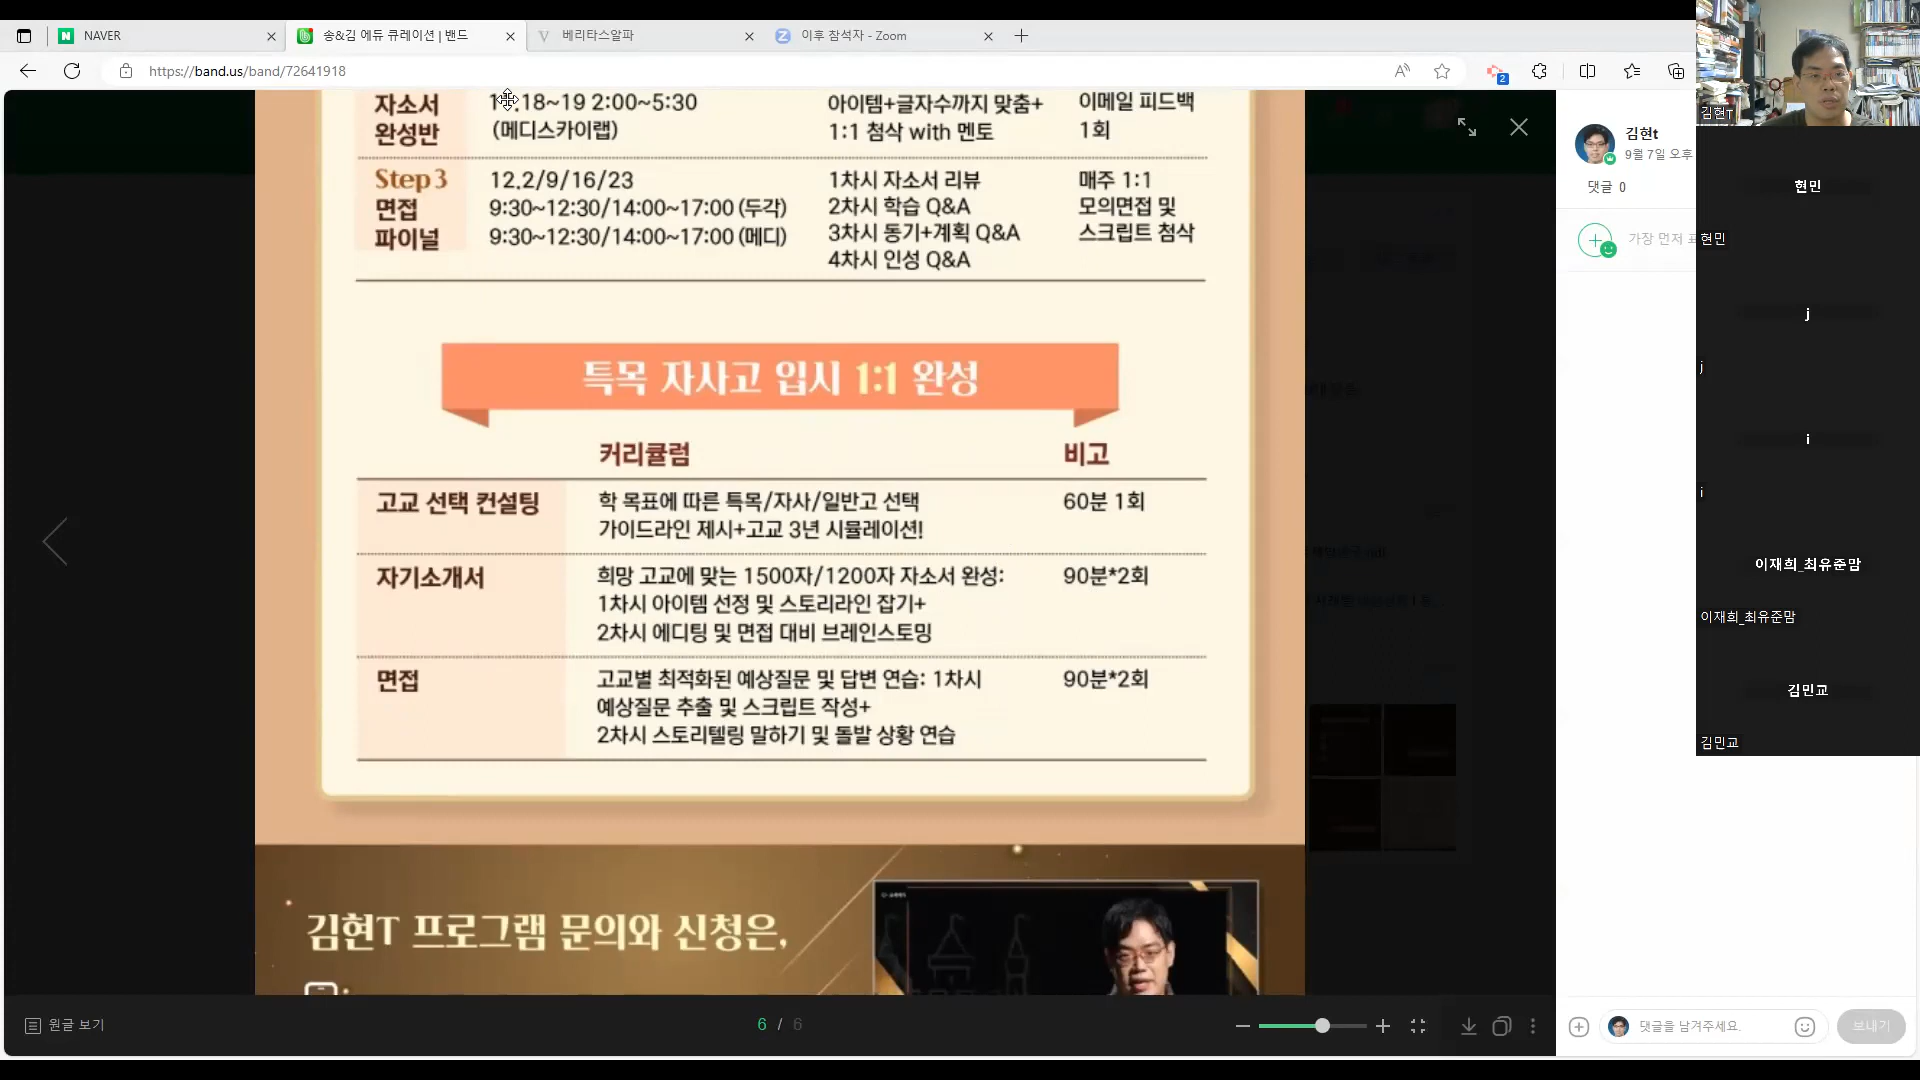 NAVER
송&김 에듀 큐레이션 | 밴드
베리타스알파
이후 참석자 - Zoom
https://band.us/band/72641918
자소서
완성반
18~19 2:00~5:30
(메디스카이랩)
아이템+글자수까지 맞춤+
1:1 첨삭 with 멘토
이메일 피드백
1회
Step 3
면접
파이널
12.2/9/16/23
9:30~12:30/14:00~17:00 (두각)
9:30~12:30/14:00~17:00 (메디)
1차시 자소서 리뷰
2차시 학습 Q&A
3차시 동기+계획 Q&A
4차시 인성 Q&A
매주 1:1
모의면접 및
스크립트 첨삭
특목 자사고 입시 1:1 완성
커리큘럼
비고
고교 선택 컨설팅
학 목표에 따른 특목/자사/일반고 선택
가이드라인 제시+고교 3년 시뮬레이션!
60분 1회
자기소개서
희망 고교에 맞는 1500자/1200자 자소서 완성:
1차시 아이템 선정 및 스토리라인 잡기+
2차시 에디팅 및 면접 대비 브레인스토밍
90분*2회
면접
고교별 최적화된 예상질문 및 답변 연습: 1차시
예상질문 추출 및 스크립트 작성+
2차시 스토리텔링 말하기 및 돌발 상황 연습
90분*2회
김현T 프로그램 문의와 신청은,
원글 보기
6 / 6
김현t
9월 7일 오후
댓글 0
가장 먼저
댓글을 남겨주세요.
보내기
2
김현T
현민
현민
j
j
i
i
이재희_최유준맘
이재희_최유준맘
김민교
김민교